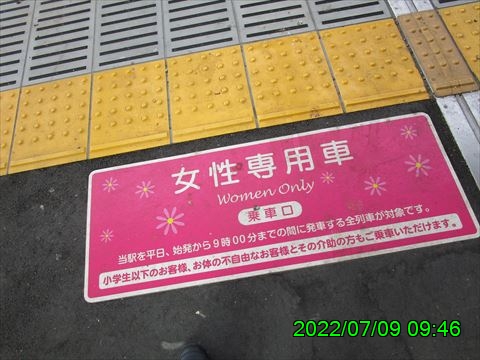 女性専用車
Women Only
乗車口
当駅を平日、始発から9時00分までの間に発車する全列車が対象です。
小学生以下のお客様、お体の不自由なお客様とその介助の方もご乗車いただけます。
2022/07/09 09:46